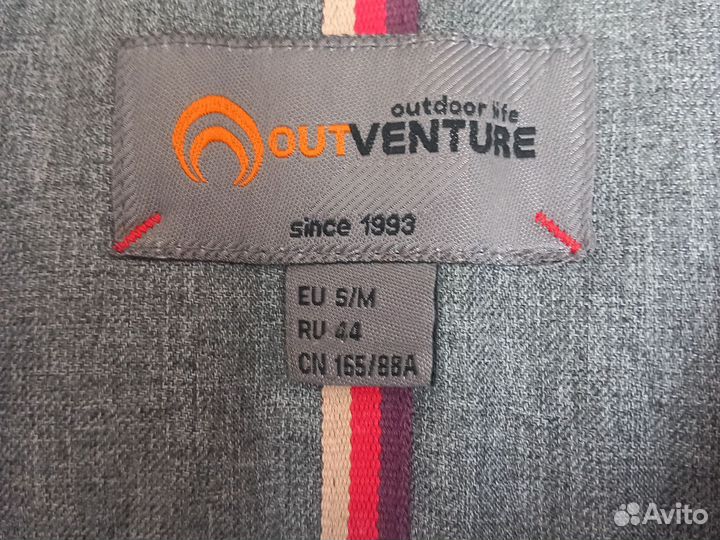 outdoor life
OUTVENTURE
since 1993
EU S/M
RU 44
CN 165/88A
Avito